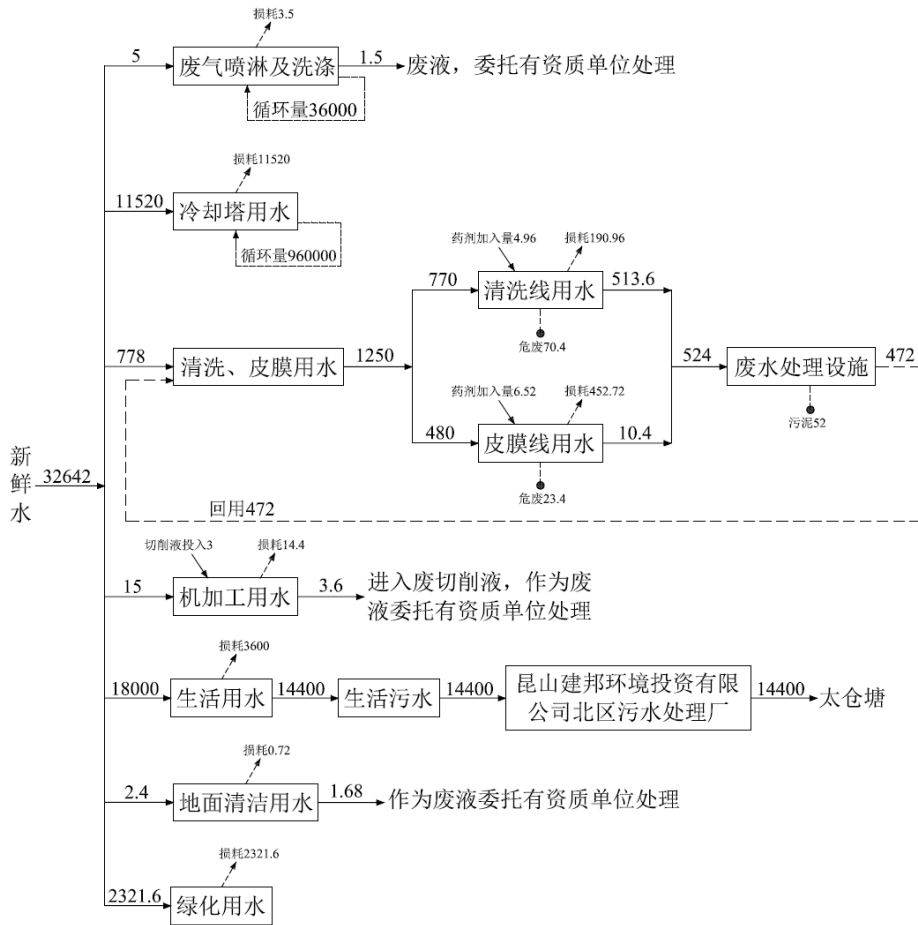 损耗3.5
5
废气喷淋及洗涤
1.5
废液，委托有资质单位处理
循环量36000
损耗11520
11520
冷却塔用水
循环量960000
药剂加入量4.96
损耗190.96
770
清洗线用水
513.6
危废70.4
778
清洗、皮膜用水
1250
524
废水处理设施
472
污泥52
药剂加入量6.52
损耗452.72
480
皮膜线用水
10.4
危废23.4
新
鲜
水
32642
回用472
切削液投入3
损耗14.4
15
机加工用水
3.6
进入废切削液，作为废
液委托有资质单位处理
损耗3600
18000
生活用水
14400
生活污水
14400
昆山建邦环境投资有限
公司北区污水处理厂
14400
太仓塘
损耗0.72
2.4
地面清洁用水
1.68
作为废液委托有资质单位处理
损耗2321.6
2321.6
绿化用水